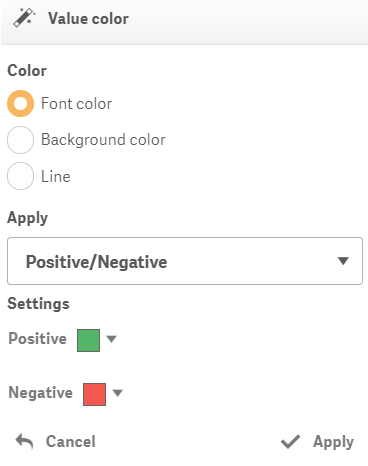 Value color
Color
Font color
Background color
Line
Apply
Positive/Negative
Settings
Positive
Negative
Cancel Apply